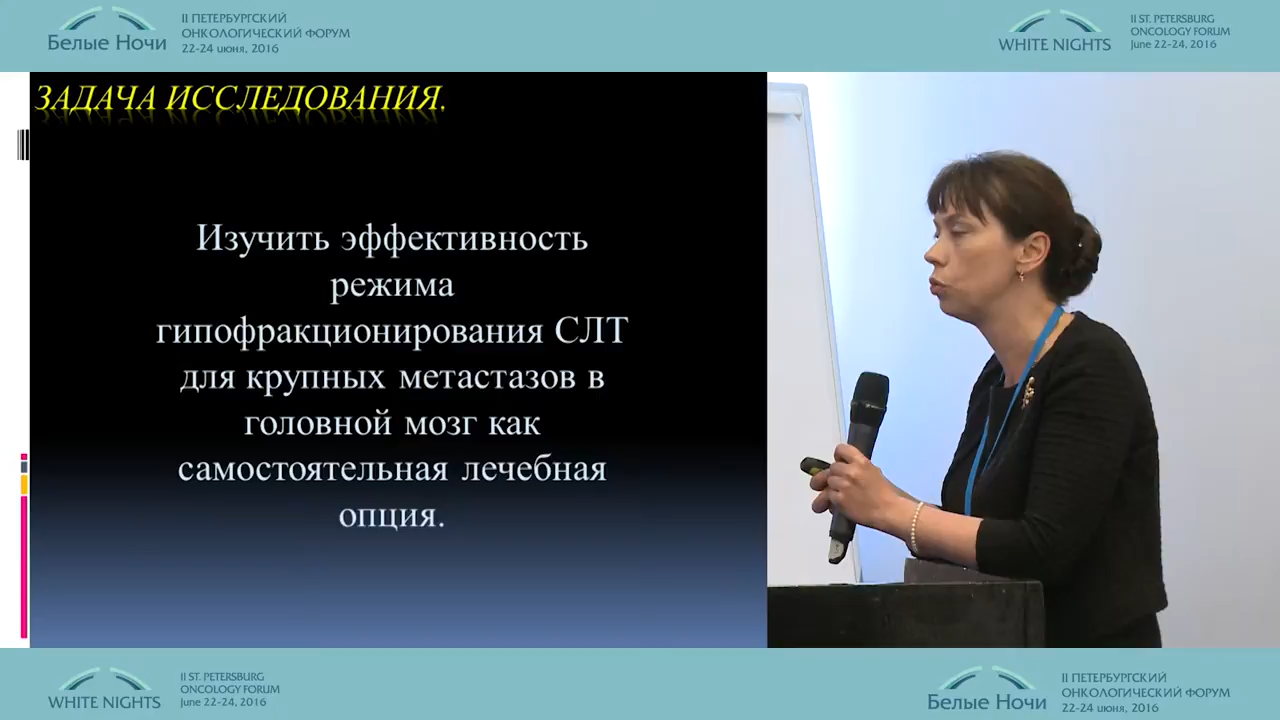 Белые Ночи
II ПЕТЕРБУРГСКИЙ
ОНКОЛОГИЧЕСКИЙ ФОРУМ
22-24 июня, 2016
WHITE NIGHTS
II ST. PETERSBURG
ONCOLOGY FORUM
June 22-24, 2016
ЗАДАЧА ИССЛЕДОВАНИЯ.
Изучить эффективность
режима
гипофракционирования СЛТ
для крупных метастазов в
головной мозг как
самостоятельная лечебная
опция.
WHITE NIGHTS
II ST. PETERSBURG
ONCOLOGY FORUM
June 22-24, 2016
Белые Ночи
II ПЕТЕРБУРГСКИЙ
ОНКОЛОГИЧЕСКИЙ ФОРУМ
22-24 июня, 2016